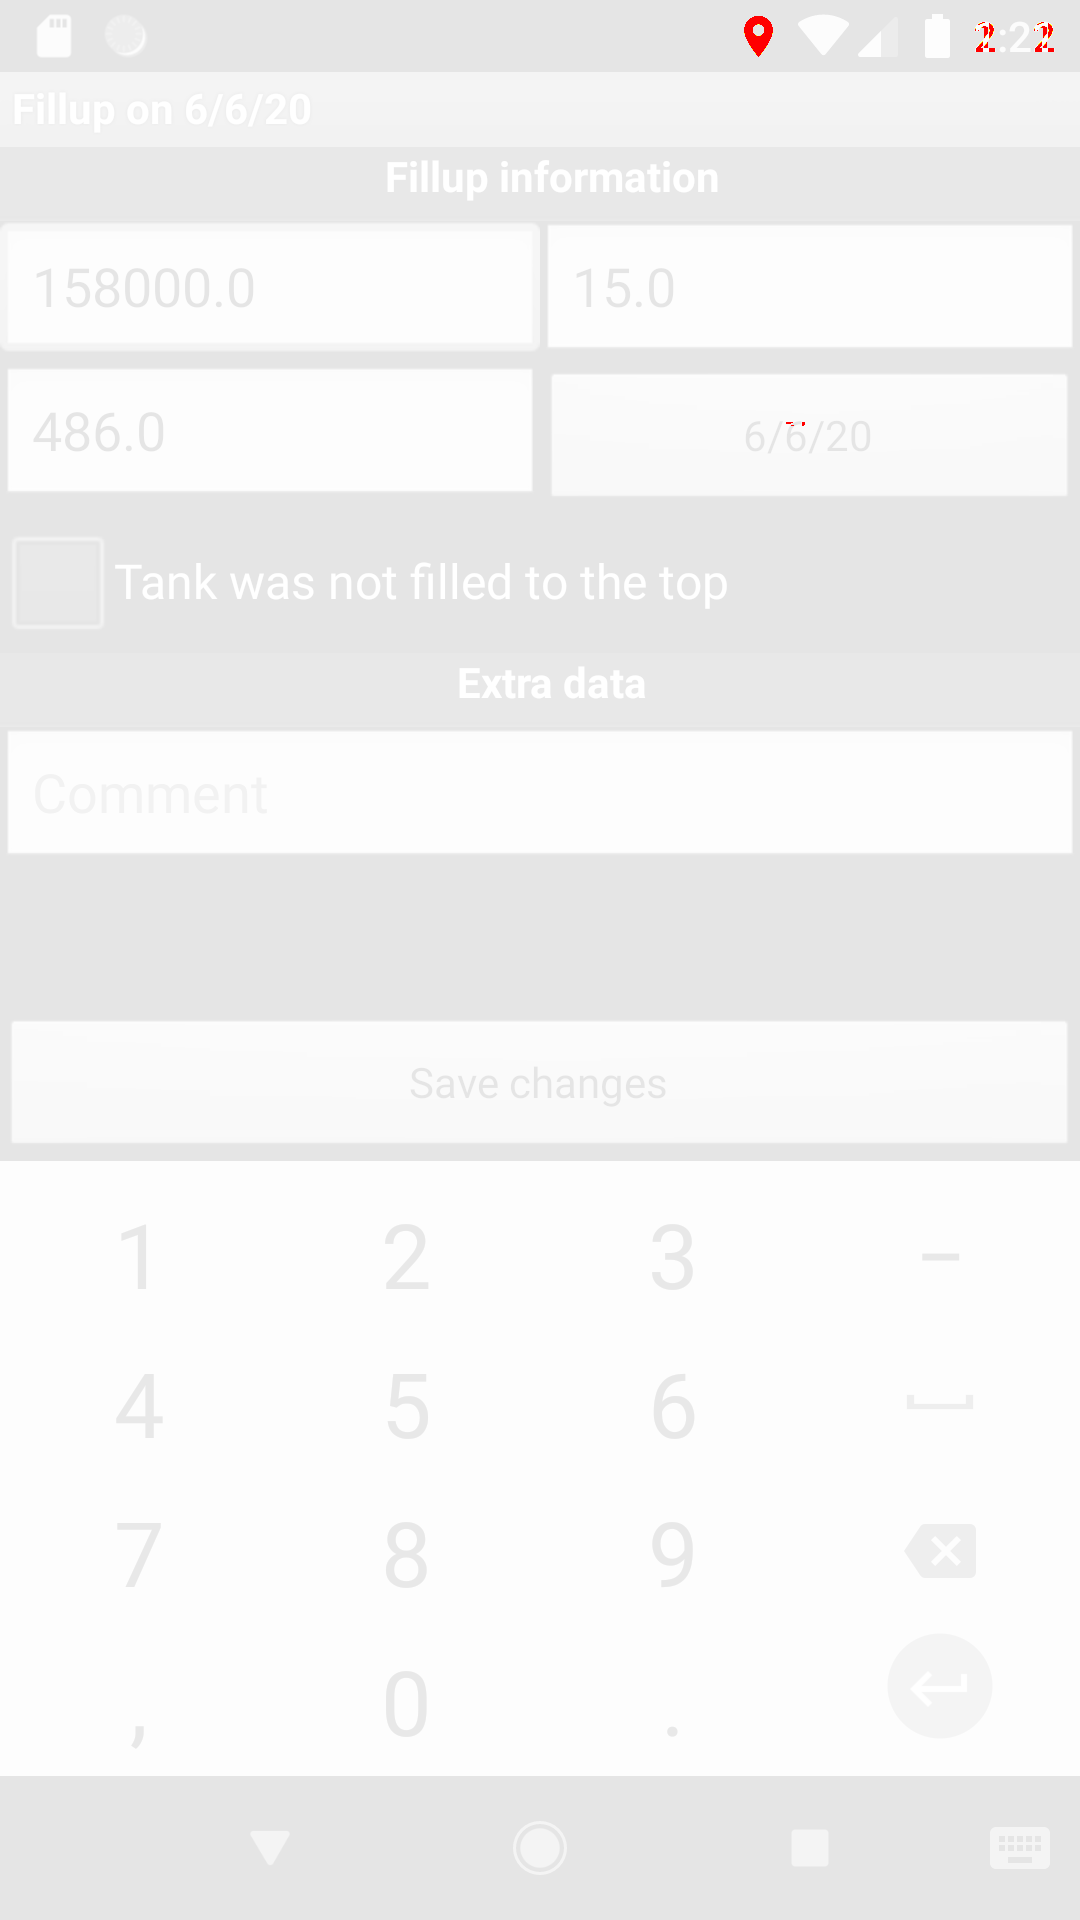 Fillup on 6/6/20
Fillup information
158000.0 15.0
486.0 6/6/20
Tank was not filled to the top
Extra data
Comment
Save changes
1 2 3 –
4 5 6
7 8 9
, 0 .